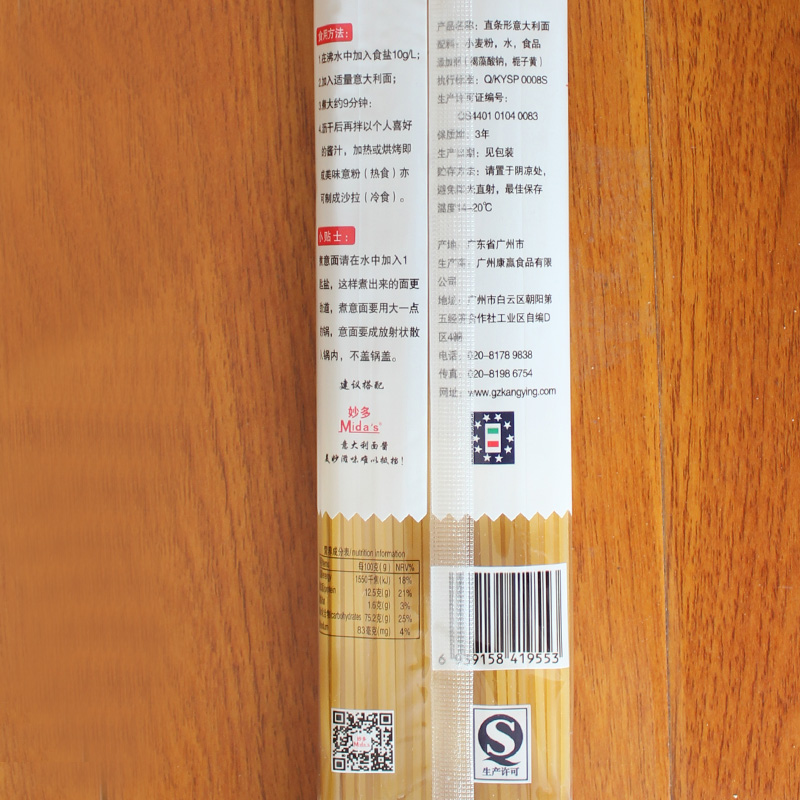 食用方法：
1.在沸水中加入食盐10g/L;
2.加入适量意大利面；
3.煮大约9分钟；
4.沥干后再拌以个人喜好
的酱汁，加热或烘烤即
成美味意粉（热食）亦
可制成沙拉（冷食）。
小贴士：
煮意面请在水中加入1
匙盐，这样煮出来的面更
劲道，煮意面要用大一点
的锅，意面要成放射状散
入锅内，不盖锅盖。
建议搭配
妙多
Mida's
意大利面酱
美妙滋味难以抵挡！
营养成分表/nutrition information
每100克(g) NRV%
1550千焦(kJ) 18%
12.5克(g) 21%
1.6克(g) 3%
carbohydrates 75.2克(g) 25%
83毫克(mg) 4%
妙多
Mida's
产品名称：直条形意大利面
配料：小麦粉，水，食品
添加剂（褐藻酸钠，栀子黄）
执行标准：Q/KYSP 0008S
生产许可证编号：
QS4401 0104 0083
保质期：3年
生产日期：见包装
贮存方法：请置于阴凉处，
避免阳光直射，最佳保存
温度14-20℃
产地：广东省广州市
生产商：广州康赢食品有限
公司
地址：广州市白云区朝阳第
五经济合作社工业区自编D
区4幢
电话：020-8178 9838
传真：020-8198 6754
网址：www.gzkangying.com
6 939158 419553
生产许可